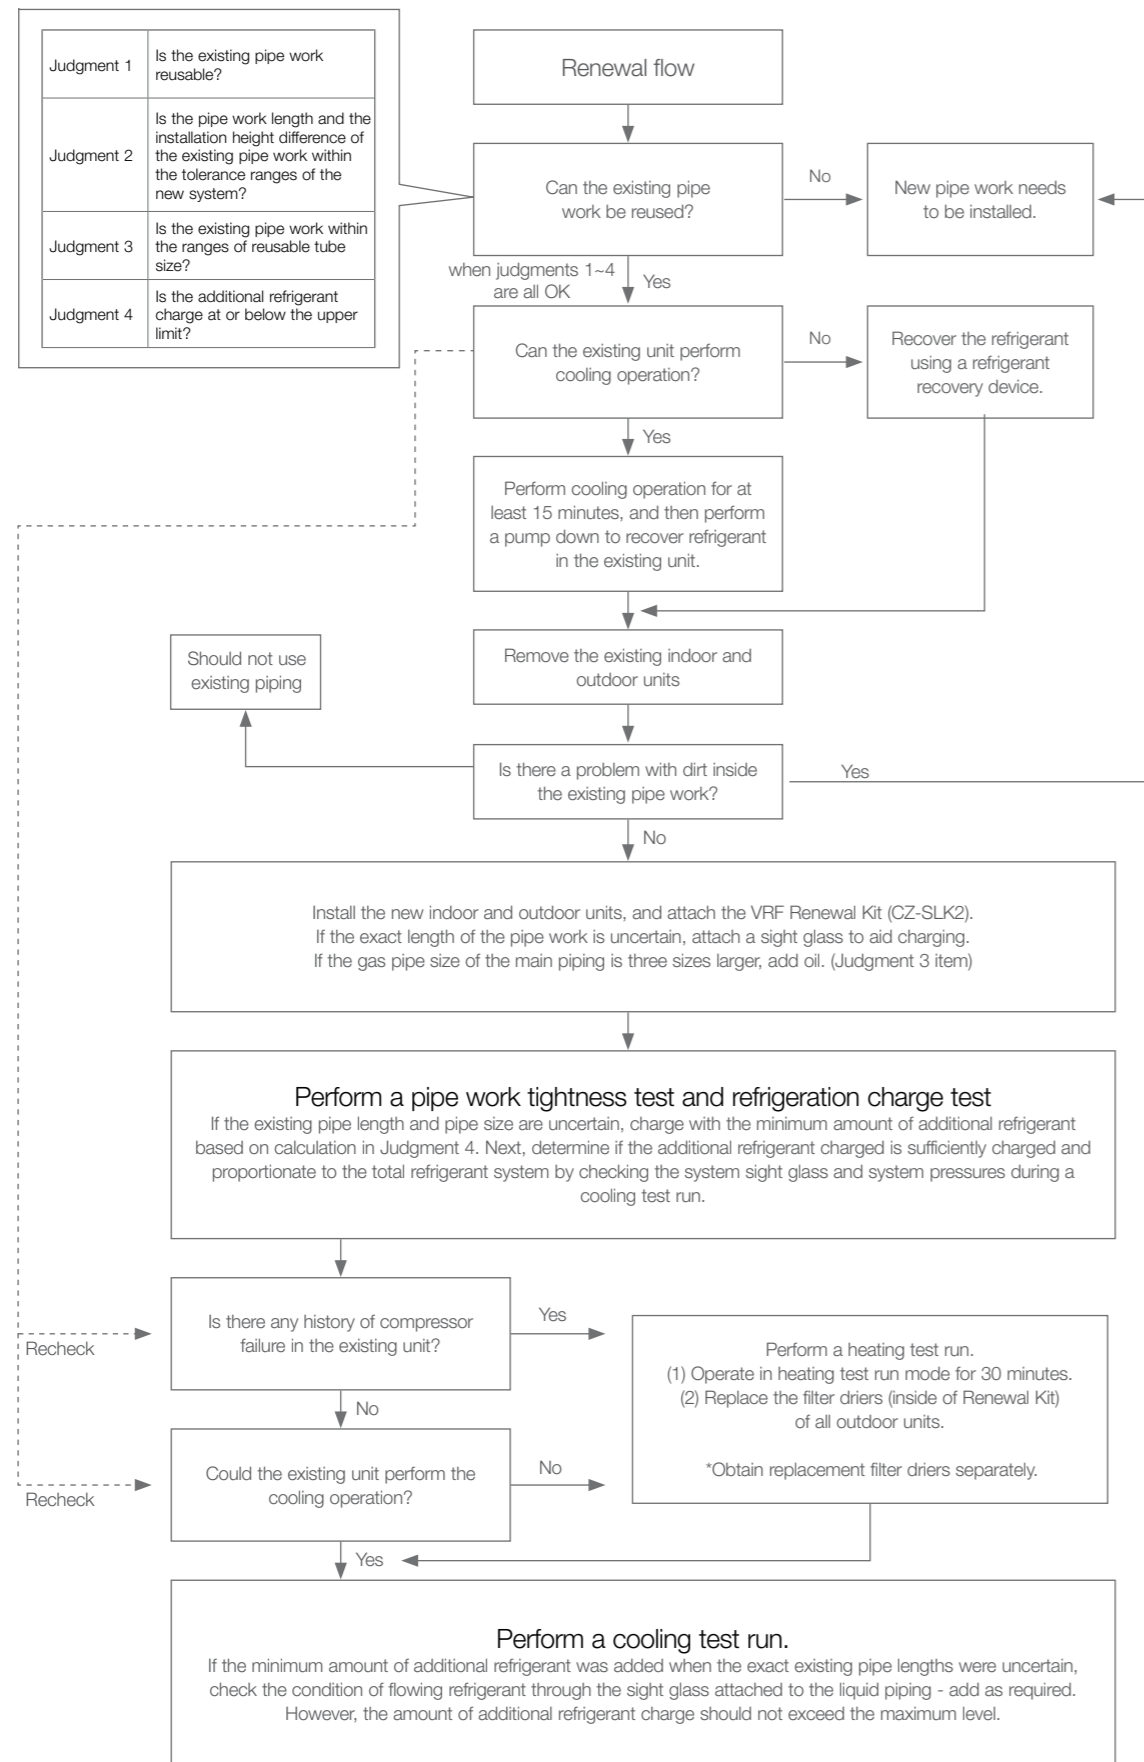 Judgment 1
Is the existing pipe work
reusable?
Judgment 2
Is the pipe work length and the
installation height difference of
the existing pipe work within
the tolerance ranges of the
new system?
Judgment 3
Is the existing pipe work within
the ranges of reusable tube
size?
Judgment 4
Is the additional refrigerant
charge at or below the upper
limit?
Renewal flow
Can the existing pipe
work be reused?
No
New pipe work needs
to be installed.
when judgments 1~4
are all OK
Yes
Can the existing unit perform
cooling operation?
No
Recover the refrigerant
using a refrigerant
recovery device.
Yes
Perform cooling operation for at
least 15 minutes, and then perform
a pump down to recover refrigerant
in the existing unit.
Remove the existing indoor and
outdoor units
Should not use
existing piping
Is there a problem with dirt inside
the existing pipe work?
Yes
No
Install the new indoor and outdoor units, and attach the VRF Renewal Kit (CZ-SLK2).
If the exact length of the pipe work is uncertain, attach a sight glass to aid charging.
If the gas pipe size of the main piping is three sizes larger, add oil. (Judgment 3 item)
Perform a pipe work tightness test and refrigeration charge test
If the existing pipe length and pipe size are uncertain, charge with the minimum amount of additional refrigerant
based on calculation in Judgment 4. Next, determine if the additional refrigerant charged is sufficiently charged and
proportionate to the total refrigerant system by checking the system sight glass and system pressures during a
cooling test run.
Recheck
Is there any history of compressor
failure in the existing unit?
Yes
No
Perform a heating test run.
(1) Operate in heating test run mode for 30 minutes.
(2) Replace the filter driers (inside of Renewal Kit)
of all outdoor units.
*Obtain replacement filter driers separately.
Recheck
Could the existing unit perform the
cooling operation?
No
Yes
Perform a cooling test run.
If the minimum amount of additional refrigerant was added when the exact existing pipe lengths were uncertain,
check the condition of flowing refrigerant through the sight glass attached to the liquid piping - add as required.
However, the amount of additional refrigerant charge should not exceed the maximum level.